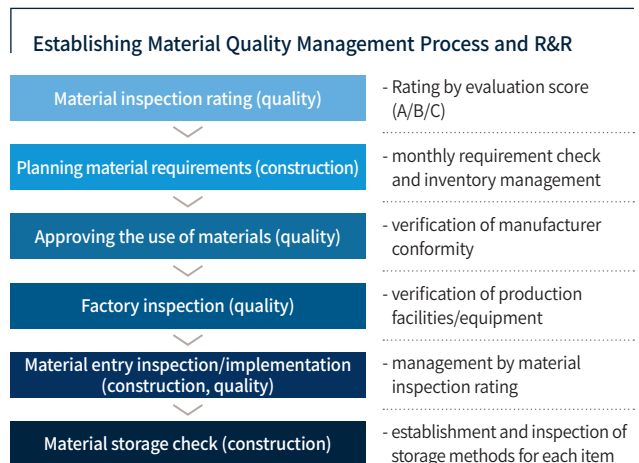 Establishing Material Quality Management Process and R&R
Material inspection rating (quality)
- Rating by evaluation score
(A/B/C)
Planning material requirements (construction)
- monthly requirement check
and inventory management
Approving the use of materials (quality)
- verification of manufacturer
conformity
Factory inspection (quality)
- verification of production
facilities/equipment
Material entry inspection/implementation
(construction, quality)
- management by material
inspection rating
Material storage check (construction)
- establishment and inspection of
storage methods for each item